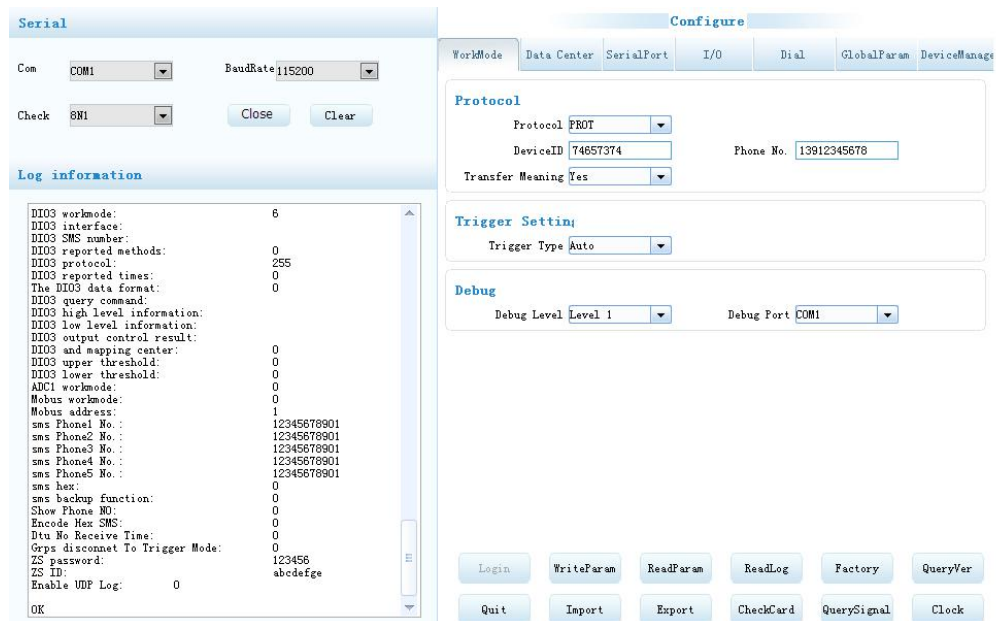 Serial
Com COM1 BaudRate 115200
Check 8N1 Close Clear
Log information
DIO3 workmode: 6
DIO3 interface:
DIO3 SMS number:
DIO3 reported methods: 0
DIO3 protocol: 255
DIO3 reported times: 0
The DIO3 data format: 0
DIO3 query command:
DIO3 high level information:
DIO3 low level information:
DIO3 output control result:
DIO3 and mapping center: 0
DIO3 upper threshold: 0
DIO3 lower threshold: 0
ADC1 workmode: 0
Mobus workmode: 0
Mobus address: 1
sms Phone1 No.: 12345678901
sms Phone2 No.: 12345678901
sms Phone3 No.: 12345678901
sms Phone4 No.: 12345678901
sms Phone5 No.: 12345678901
sms hex: 0
sms backup function: 0
Show Phone NO: 0
Encode Hex SMS: 0
Dtu No Receive Time: 0
Grps disconnet To Trigger Mode: 0
ZS password: 123456
ZS ID: abcdefge
Enable UDP Log: 0
OK
Configure
WorkMode Data Center SerialPort I/O Dial GlobalParam DeviceManage
Protocol
Protocol PROT
DeviceID 74657374 Phone No. 13912345678
Transfer Meaning Yes
Trigger Setting
Trigger Type Auto
Debug
Debug Level Level 1 Debug Port COM1
Login WriteParam ReadParam ReadLog Factory QueryVer
Quit Import Export CheckCard QuerySignal Clock